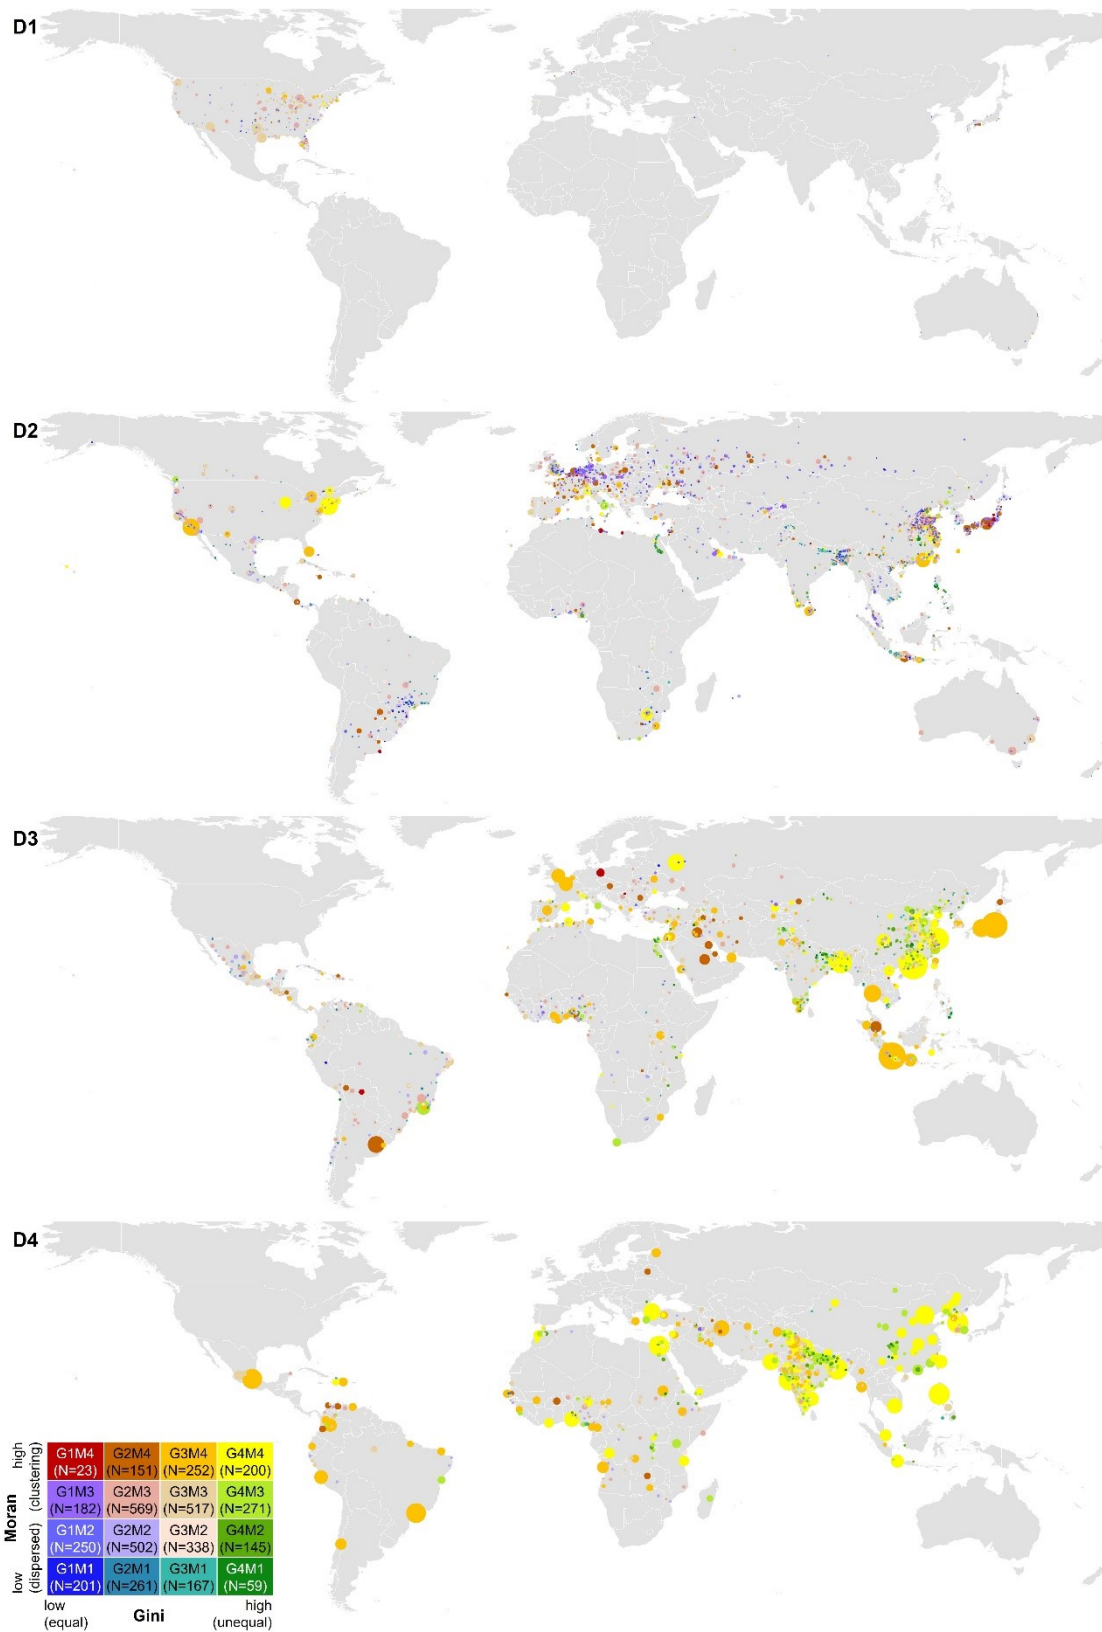 D1
D2
D3
D4
high
(clustering)
Moran
low
(dispersed)
G1M4 G2M4 G3M4 G4M4
(N=23) (N=151) (N=252) (N=200)
G1M3 G2M3 G3M3 G4M3
(N=182) (N=569) (N=517) (N=271)
G1M2 G2M2 G3M2 G4M2
(N=250) (N=502) (N=338) (N=145)
G1M1 G2M1 G3M1 G4M1
(N=201) (N=261) (N=167) (N=59)
low high
(equal) Gini (unequal)